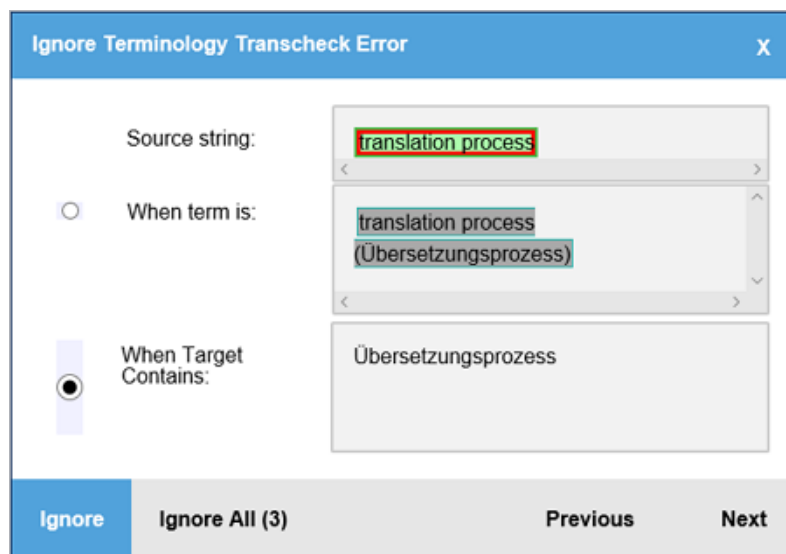 Ignore Terminology Transcheck Error X
Source string: translation process
When term is: translation process
(Übersetzungsprozess)
When Target
Contains:
Übersetzungsprozess
Ignore Ignore All (3) Previous Next